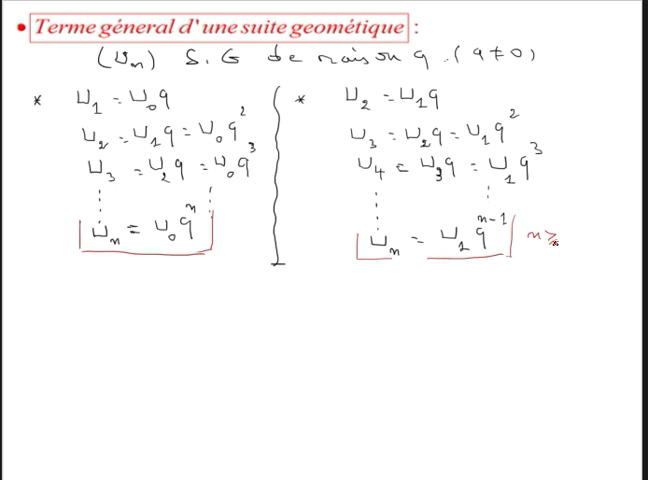 • Terme géneral d'une suite geométique :
(Uₙ) S.G de raison q. (q≠0)
* U₁ = U₀q
U₂ = U₁q = U₀q²
U₃ = U₂q = U₀q³
⋮ ⋮
Uₙ = U₀qⁿ
* U₂ = U₁q
U₃ = U₂q = U₁q²
U₄ = U₃q = U₁q³
⋮ ⋮
Uₙ = U₁qⁿ⁻¹ n≥